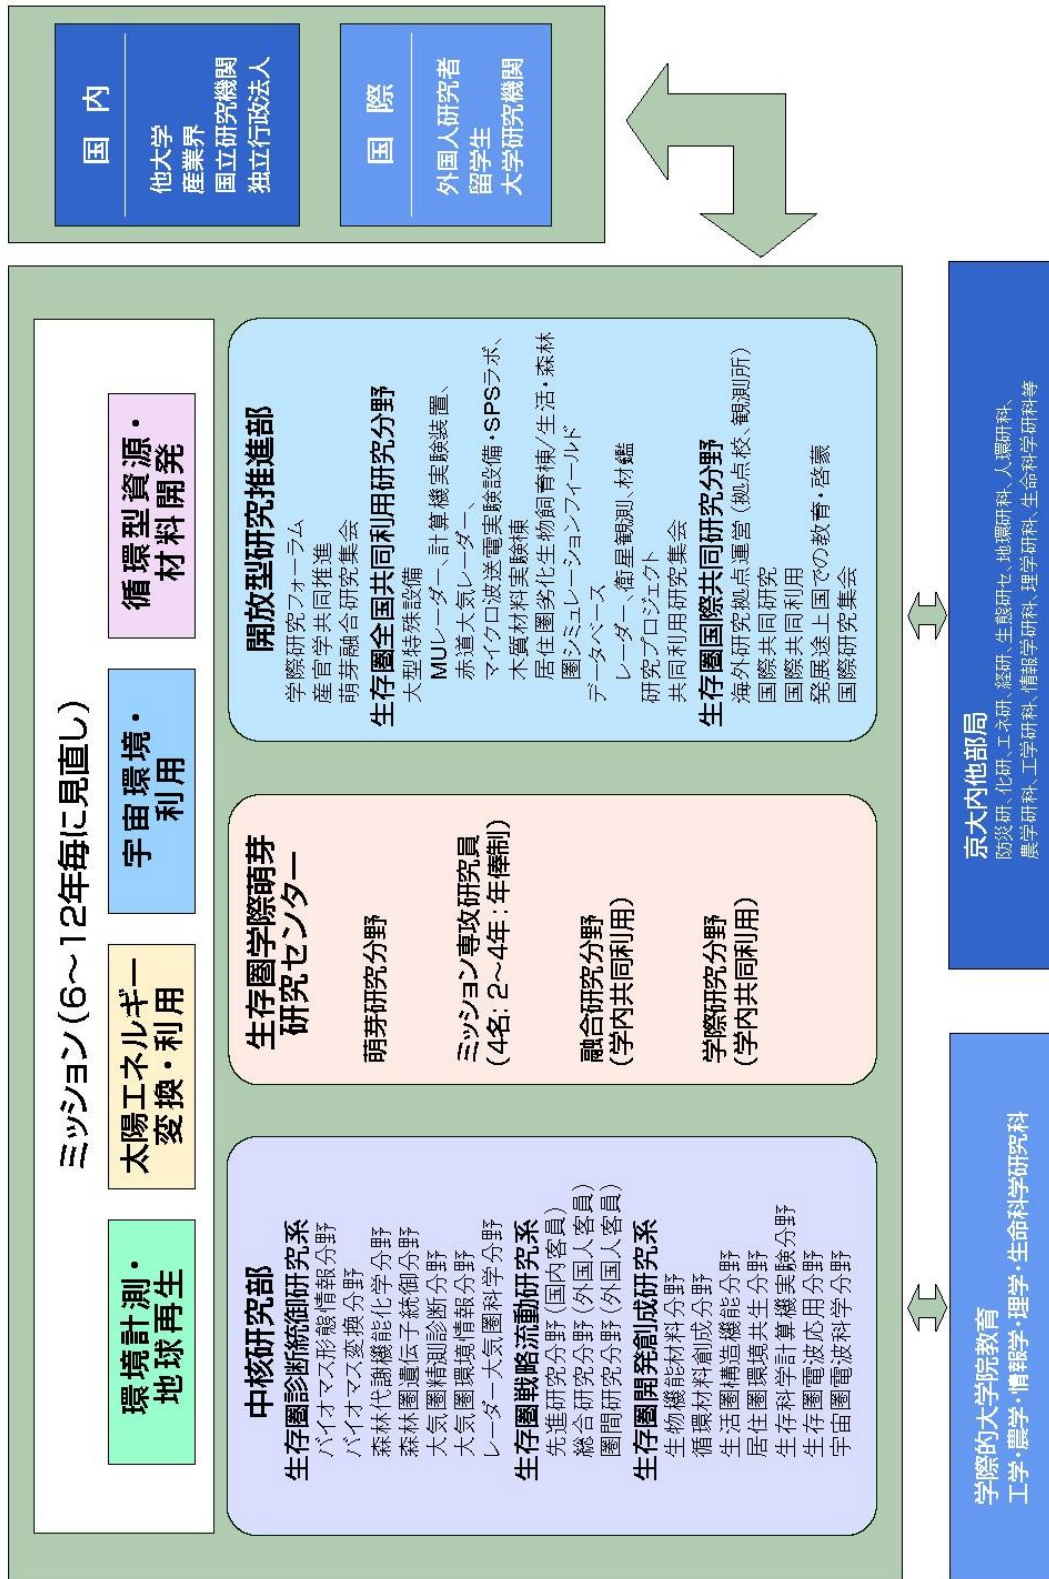 ミッション(6～12年毎に見直し)
環境計測・
地球再生
太陽エネルギー
変換・利用
宇宙環境・
利用
循環型資源・
材料開発
中核研究部
生存圏診断統御研究系
バイオマス形態情報分野
バイオマス変換分野
森林代謝機能化学分野
森林圏遺伝子統御分野
大気圏精測診断分野
大気圏環境情報分野
レーダー大気圏科学分野
生存圏戦略流動研究系
先進研究分野(国内客員)
総合研究分野(外国人客員)
圏間研究分野(外国人客員)
生存圏開発創成研究系
生物機能材料分野
循環材料創成分野
生活圏構造機能分野
居住圏環境共生分野
生存科学計算機実験分野
生存圏電波応用分野
宇宙圏電波科学分野
生存圏学際萌芽
研究センター
萌芽研究分野
ミッション専攻研究員
(4名: 2～4年: 年俸制)
融合研究分野
(学内共同利用)
学際研究分野
(学内共同利用)
開放型研究推進部
学際研究フォーラム
産官学共同推進
萌芽融合研究集会
生存圏全国共同利用研究分野
大型特殊設備
MUレーダー、計算機実験装置、
赤道大気レーダー、
マイクロ波送電実験設備・SPSラボ、
木質材料実験棟
居住圏劣化生物飼育棟/生活・森林
圏シミュレーションフィールド
データベース
レーダー、衛星観測、材鑑
研究プロジェクト
共同利用研究集会
生存圏国際共同研究分野
海外研究拠点運営(拠点校、観測所)
国際共同研究
国際共同利用
発展途上国での教育・啓蒙
国際研究集会
国内
他大学
産業界
国立研究機関
独立行政法人
国際
外国人研究者
留学生
大学研究機関
学際的大学院教育
工学・農学・情報学・理学・生命科学研究科
京大内他部局
防災研、化研、エネ研、経研、生態研セ、地環研科、人環研科、
農学研科、工学研科、情報学研科、理学研科、生命科学研科等